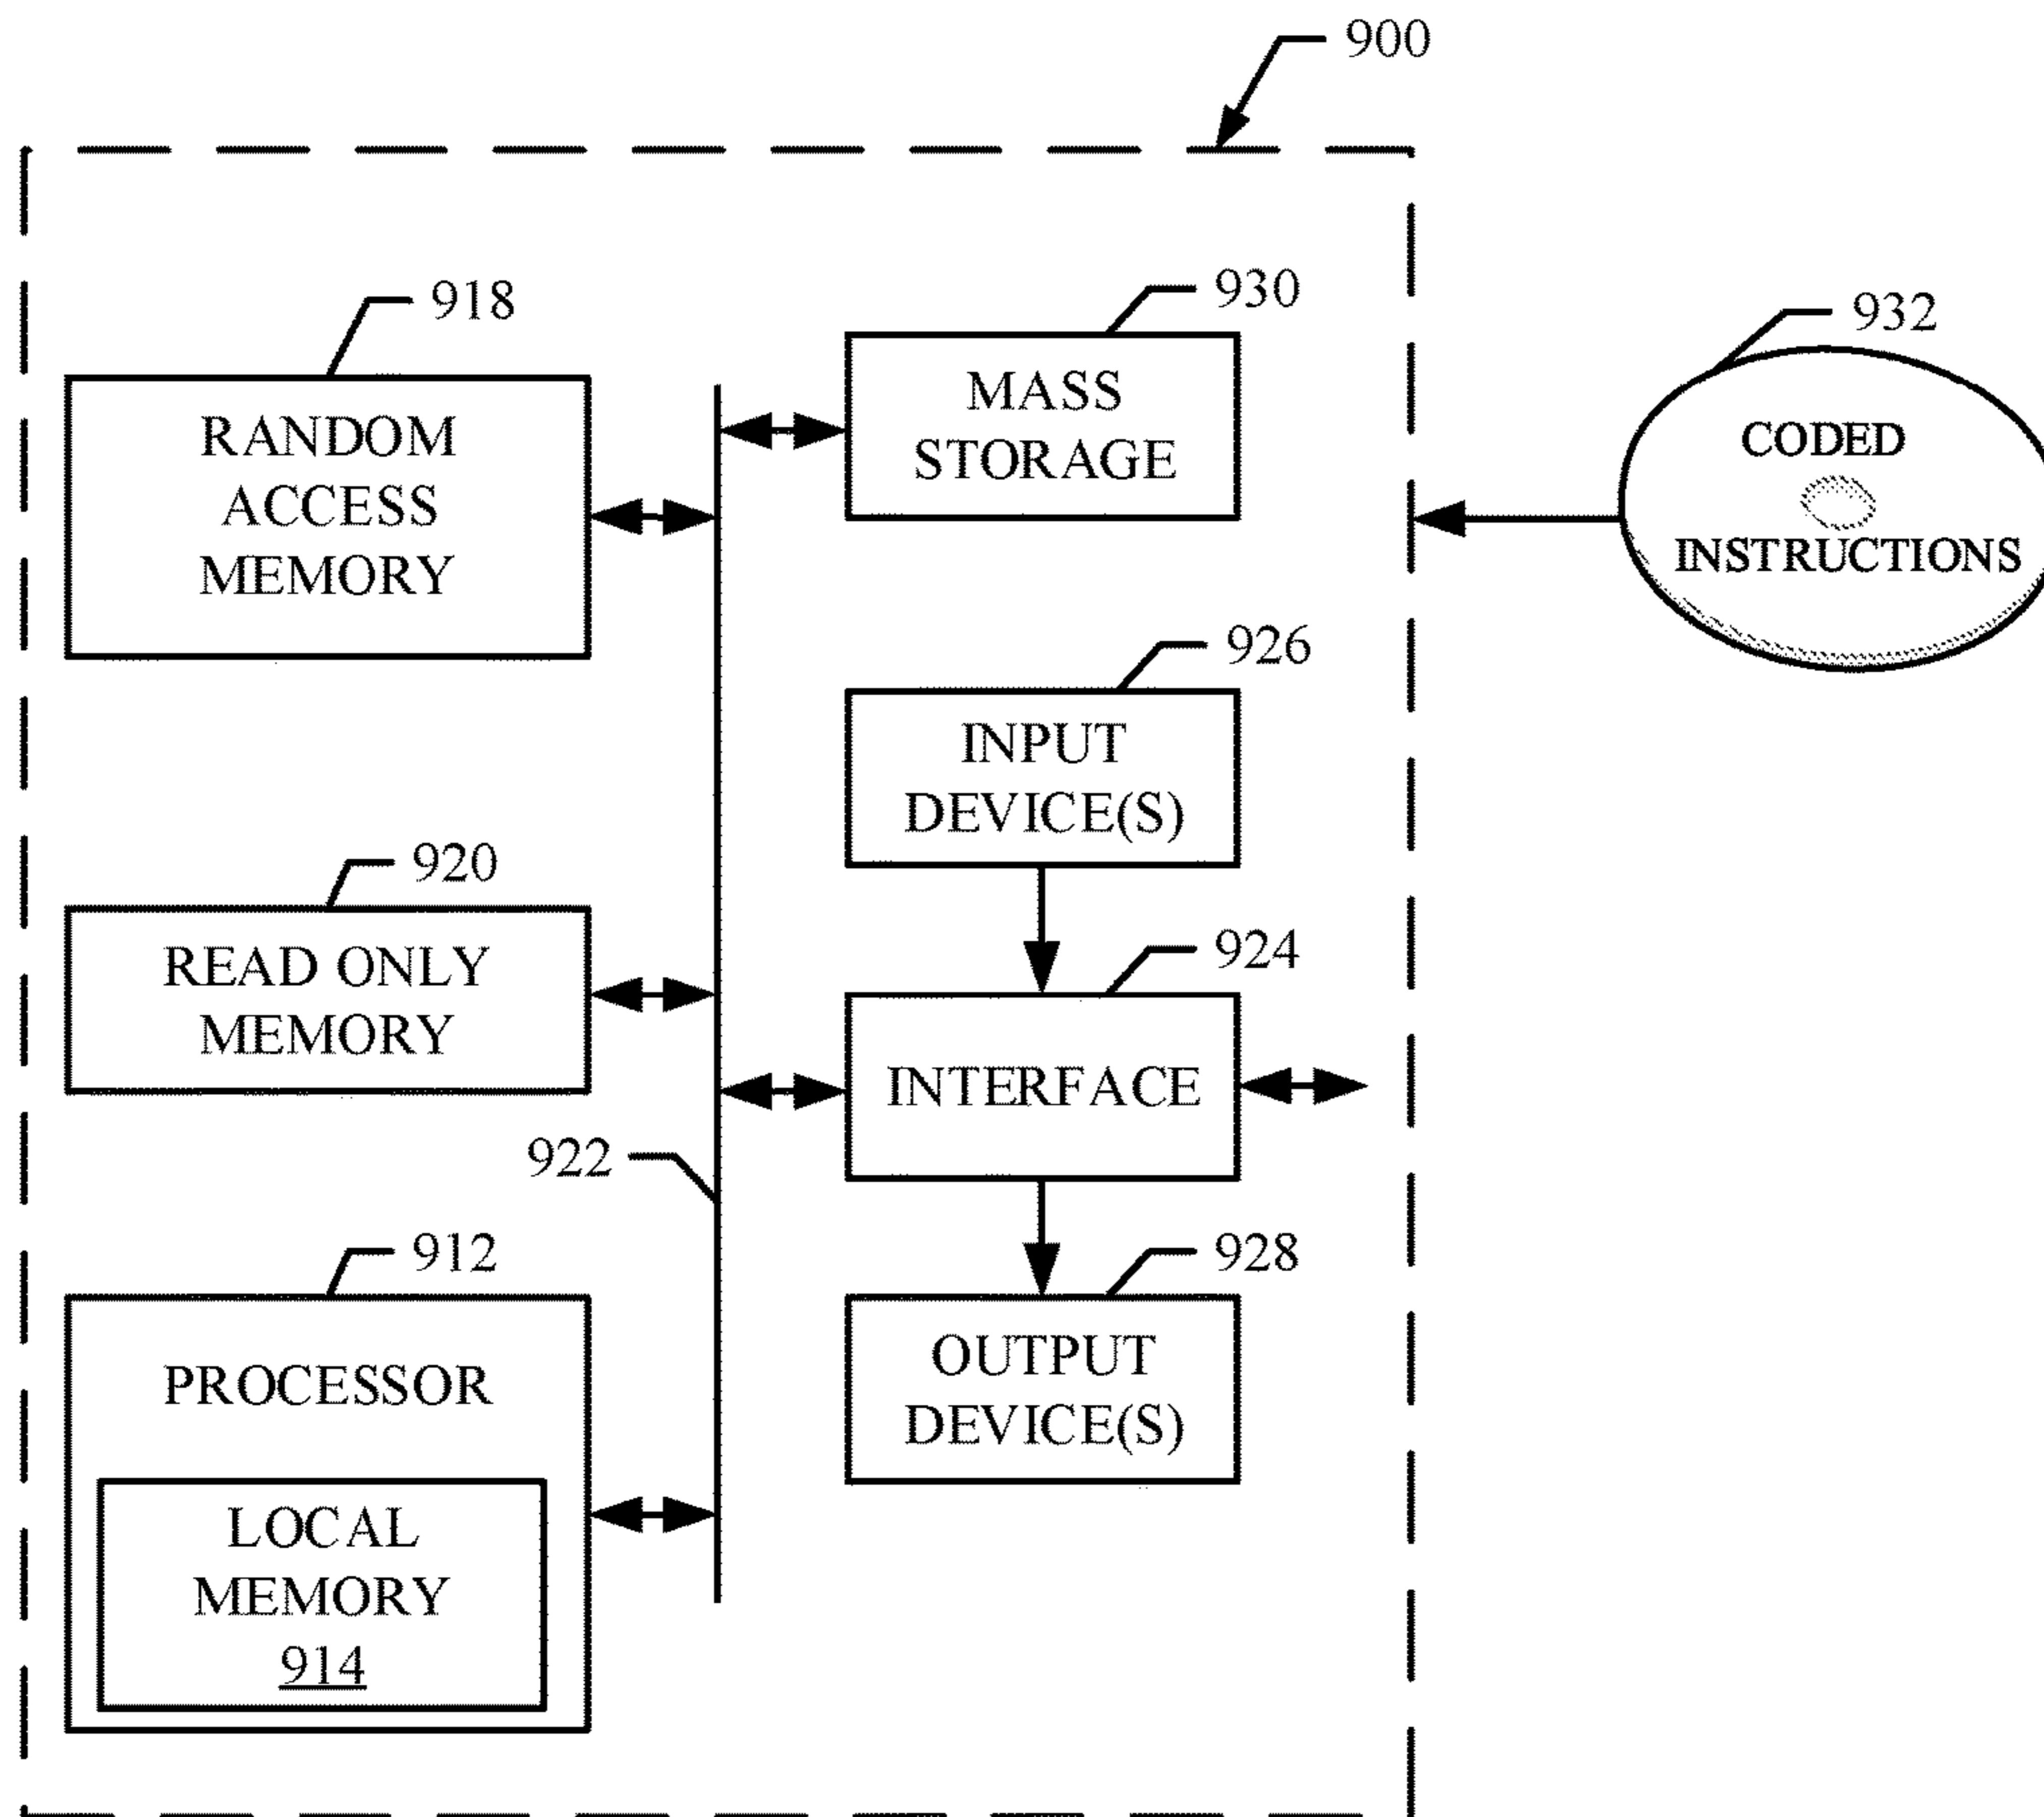 900
918
RANDOM
ACCESS
MEMORY
930
MASS
STORAGE
932
CODED
INSTRUCTIONS
926
INPUT
DEVICE(S)
920
READ ONLY
MEMORY
924
INTERFACE
922
912
PROCESSOR
LOCAL
MEMORY
914
928
OUTPUT
DEVICE(S)